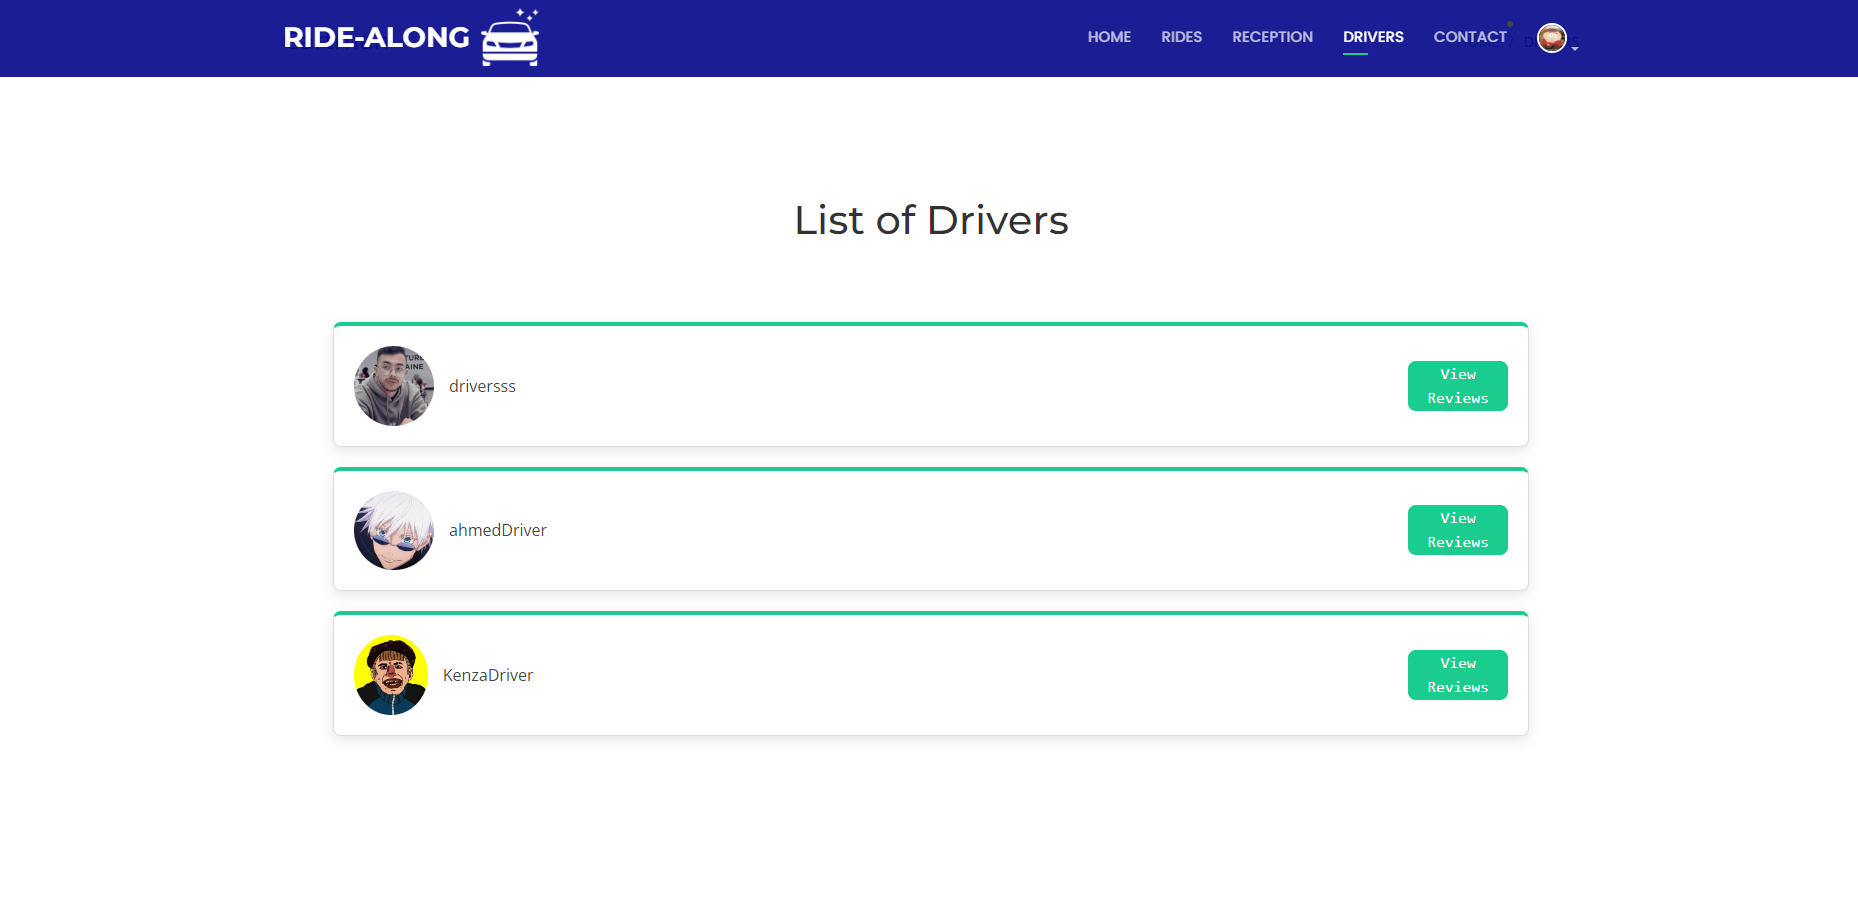 RIDE-ALONG
HOME RIDES RECEPTION DRIVERS CONTACT
List of Drivers
driversss
View
Reviews
ahmedDriver
View
Reviews
KenzaDriver
View
Reviews